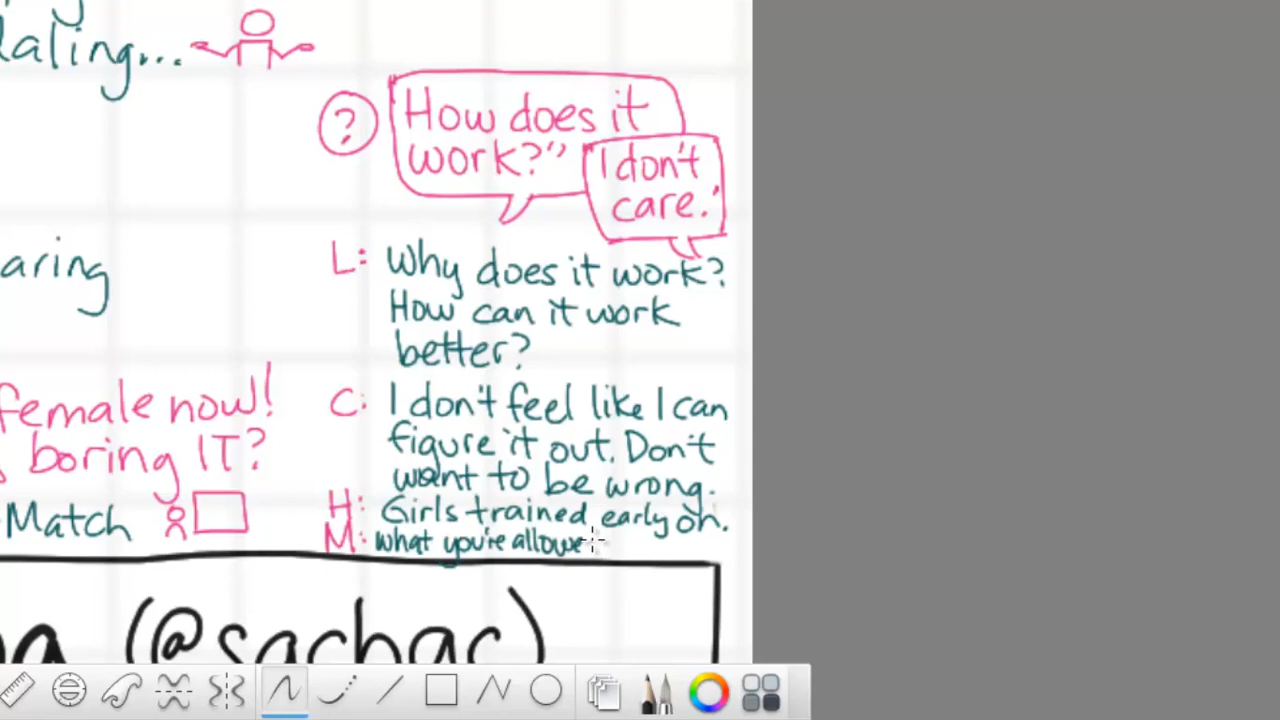 aling...
?
How does it
work?"
I don't
care.'
L: Why does it work?
How can it work
better?
aring
female now!
boring IT?
Match
C: I don't feel like I can
figure it out. Don't
want to be wrong.
H: Girls trained early on.
M: what you're allowe
(@sachac)